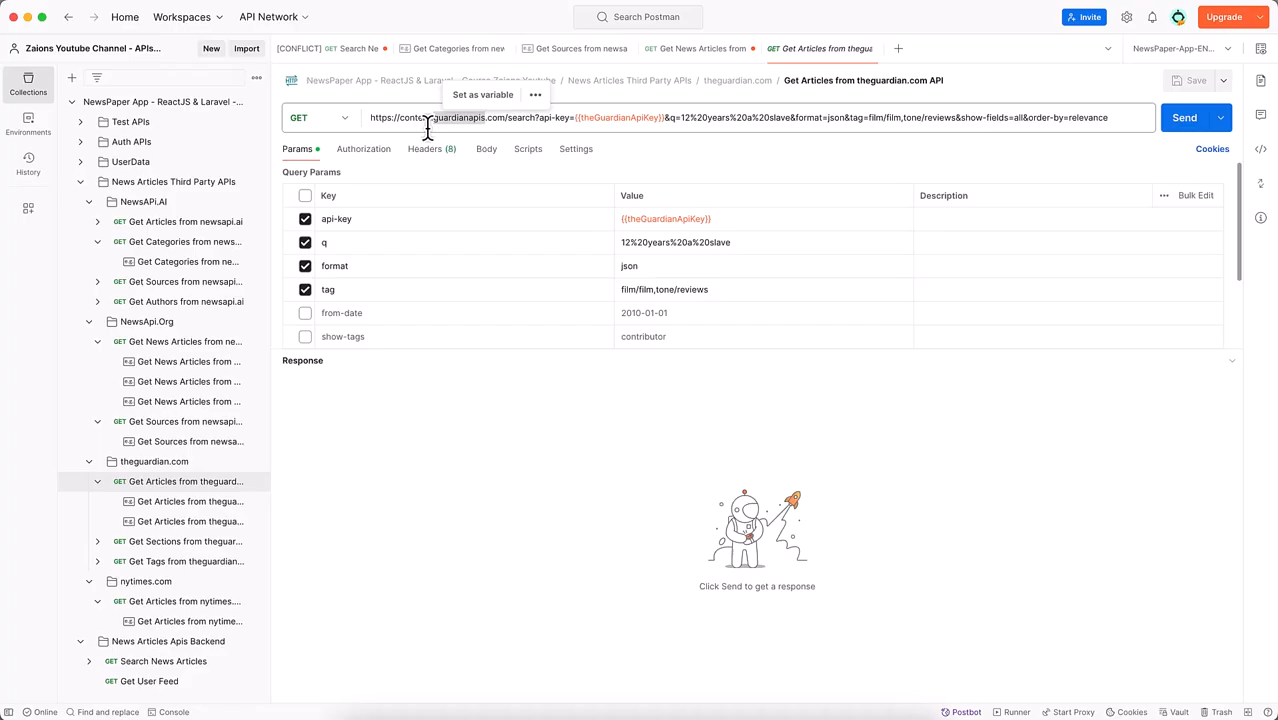 Home Workspaces API Network Search Postman Invite Upgrade
Zaions Youtube Channel - APIs... New Import [CONFLICT] GET Search Ne GET Get Categories from nev GET Get Sources from newsa GET Get News Articles from GET Get Articles from thegua NewsPaper-App-EN...
Collections
Environments
History
NewsPaper App - ReactJS & Laravel -...
Test APIs
Auth APIs
UserData
News Articles Third Party APIs
NewsAPI.AI
GET Get Articles from newsapi.ai
GET Get Categories from news...
Get Categories from ne...
GET Get Sources from newsapi...
GET Get Authors from newsapi.ai
NewsApi.Org
GET Get News Articles from ne...
Get News Articles from ...
Get News Articles from ...
Get News Articles from ...
GET Get Sources from newsapi...
Get Sources from newsa...
theguardian.com
GET Get Articles from theguard...
Get Articles from thegua...
Get Articles from thegua...
GET Get Sections from theguar...
GET Get Tags from theguardian...
nytimes.com
GET Get Articles from nytimes....
Get Articles from nytime...
News Articles Apis Backend
GET Search News Articles
GET Get User Feed
HTTP NewsPaper App - ReactJS & Laravel - Course Zaions Youtube / News Articles Third Party APIs / theguardian.com / Get Articles from theguardian.com API Save
Set as variable
GET https://content.guardianapis.com/search?api-key={{theGuardianApiKey}}&q=12%20years%20a%20slave&format=json&tag=film/film,tone/reviews&show-fields=all&order-by=relevance Send
Params Authorization Headers (8) Body Scripts Settings Cookies
Query Params
Key Value Description Bulk Edit
api-key {{theGuardianApiKey}}
q 12%20years%20a%20slave
format json
tag film/film,tone/reviews
from-date 2010-01-01
show-tags contributor
Response
Click Send to get a response
Online Find and replace Console Postbot Runner Start Proxy Cookies Vault Trash